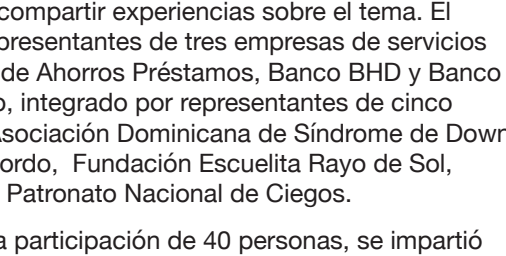 compartir experiencias sobre el tema. El
presentantes de tres empresas de servicios
de Ahorros Préstamos, Banco BHD y Banco
o, integrado por representantes de cinco
Asociación Dominicana de Síndrome de Down
ordo, Fundación Escuelita Rayo de Sol,
Patronato Nacional de Ciegos.
a participación de 40 personas, se impartió